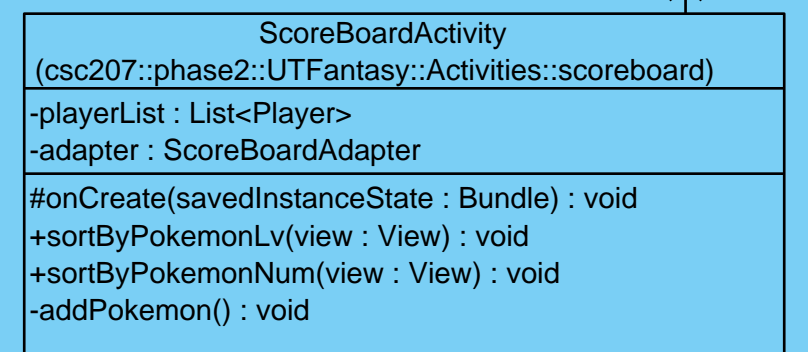 ScoreBoardActivity
(csc207::phase2::UTFantasy::Activities::scoreboard)
-playerList : List<Player>
-adapter : ScoreBoardAdapter
#onCreate(savedInstanceState : Bundle) : void
+sortByPokemonLv(view : View) : void
+sortByPokemonNum(view : View) : void
-addPokemon() : void